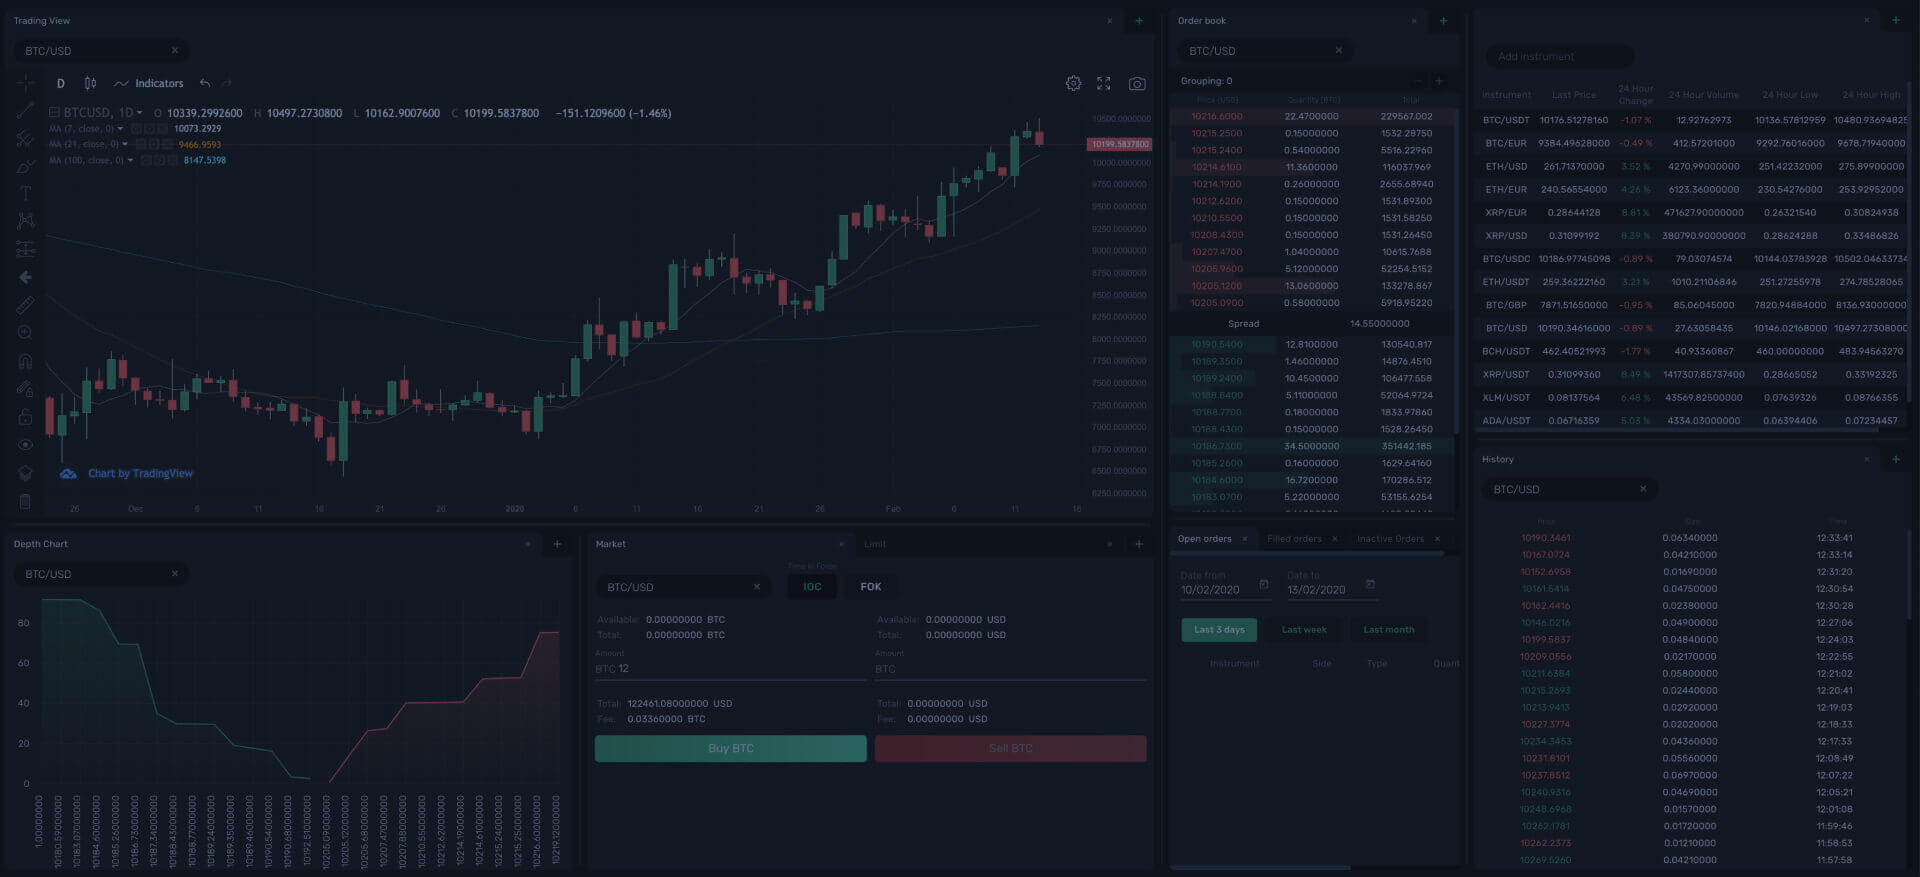 Trading View
BTC/USD
D Indicators
BTCUSD, 1D O 10339.2992600 H 10497.2730800 L 10162.9007600 C 10199.5837800 −151.1209600 (−1.46%)
MA (7, close, 0) 10073.2929
MA (21, close, 0) 9466.9593
MA (100, close, 0) 8147.5398
10500.0000000
10199.5837800
10000.0000000
9750.0000000
9500.0000000
9250.0000000
9000.0000000
8750.0000000
8500.0000000
8250.0000000
8000.0000000
7750.0000000
7500.0000000
7250.0000000
7000.0000000
6750.0000000
6500.0000000
6250.0000000
Chart by TradingView
26 Dec 6 11 16 21 26 2020 6 11 16 21 26 Feb 6 11 16
Order book
BTC/USD
Grouping: 0
Price (USD) Quantity (BTC) Total
10216.6000 22.4700000 229567.002
10215.2500 0.15000000 1532.28750
10215.2400 0.54000000 5516.22960
10214.6100 11.3600000 116037.969
10214.1900 0.26000000 2655.68940
10212.6200 0.15000000 1531.89300
10210.5500 0.15000000 1531.58250
10208.4300 0.15000000 1531.26450
10207.4700 1.04000000 10615.7688
10205.9600 5.12000000 52254.5152
10205.1200 13.0600000 133278.867
10205.0900 0.58000000 5918.95220
Spread 14.55000000
10190.5400 12.8100000 130540.817
10189.3500 1.46000000 14876.4510
10189.2400 10.4500000 106477.558
10188.8400 5.11000000 52064.9724
10188.7700 0.18000000 1833.97860
10188.4300 0.15000000 1528.26450
10186.7300 34.5000000 351442.185
10185.2600 0.16000000 1629.64160
10184.6000 16.7200000 170286.512
10183.0700 5.22000000 53155.6254
Add instrument
Instrument Last Price 24 Hour Change 24 Hour Volume 24 Hour Low 24 Hour High
BTC/USDT 10176.51278160 -1.07 % 12.92762973 10136.57812959 10480.93694825
BTC/EUR 9384.49628000 -0.49 % 412.57201000 9292.76016000 9678.71940000
ETH/USD 261.71370000 3.52 % 4270.99000000 251.42232000 275.89900000
ETH/EUR 240.56554000 4.26 % 6123.36000000 230.54276000 253.92952000
XRP/EUR 0.28644128 8.81 % 471627.90000000 0.26321540 0.30824938
XRP/USD 0.31099192 8.39 % 380790.90000000 0.28624288 0.33486826
BTC/USDC 10186.97745098 -0.89 % 79.03074574 10144.03783928 10502.04633734
ETH/USDT 259.36222160 3.21 % 1010.21106846 251.27255978 274.78528065
BTC/GBP 7871.51650000 -0.95 % 85.06045000 7820.94884000 8136.93000000
BTC/USD 10190.34616000 -0.89 % 27.63058435 10146.02168000 10497.27308000
BCH/USDT 462.40521993 -1.77 % 40.93360867 460.00000000 483.94563270
XRP/USDT 0.31099360 8.49 % 1417307.85737400 0.28665052 0.33192325
XLM/USDT 0.08137564 6.48 % 43569.82500000 0.07639326 0.08766355
ADA/USDT 0.06716359 5.03 % 4334.03000000 0.06394406 0.07234457
Depth Chart
BTC/USD
80
60
40
20
0
1.00000000
10180.59000000
10183.07000000
10184.60000000
10185.26000000
10186.73000000
10187.34000000
10188.43000000
10188.77000000
10189.24000000
10189.35000000
10189.46000000
10190.54000000
10190.68000000
10192.51000000
10205.09000000
10205.12000000
10205.68000000
10207.47000000
10207.88000000
10210.55000000
10212.62000000
10214.19000000
10214.61000000
10215.24000000
10215.25000000
10216.60000000
10219.12000000
Market Limit
BTC/USD
Time In Force
IOC FOK
Available: 0.00000000 BTC
Total: 0.00000000 BTC
Amount
BTC 12
Total: 122461.08000000 USD
Fee: 0.03360000 BTC
Buy BTC
Available: 0.00000000 USD
Total: 0.00000000 USD
Amount
BTC
Total: 0.00000000 USD
Fee: 0.00000000 USD
Sell BTC
Open orders Filled orders Inactive Orders
Date from Date to
10/02/2020 13/02/2020
Last 3 days Last week Last month
Instrument Side Type Quant
History
BTC/USD
Price Size Time
10190.3461 0.06340000 12:33:41
10167.0724 0.04210000 12:33:14
10152.6958 0.01690000 12:31:20
10161.5414 0.04750000 12:30:54
10162.4416 0.02380000 12:30:28
10146.0216 0.04900000 12:27:06
10199.5837 0.04840000 12:24:03
10209.0556 0.02170000 12:22:55
10211.6384 0.05800000 12:21:02
10215.2693 0.02440000 12:20:41
10213.9413 0.02920000 12:19:03
10227.3774 0.02020000 12:18:33
10234.3453 0.04360000 12:17:33
10231.8101 0.05560000 12:08:49
10237.8512 0.06970000 12:07:22
10240.9316 0.04690000 12:05:21
10248.6968 0.01570000 12:01:08
10262.1781 0.01720000 11:59:46
10262.2373 0.01210000 11:58:53
10269.5260 0.04210000 11:57:58